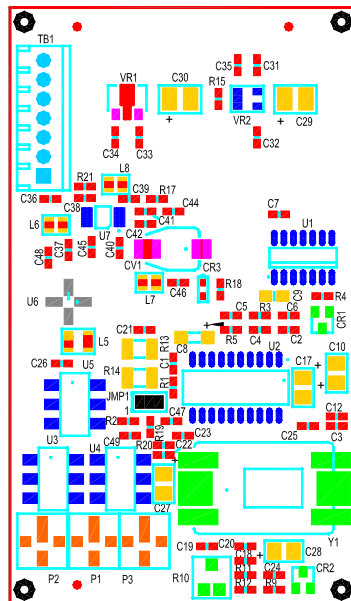 TB1
VR1
C30
C35
C31
R15
VR2
C29
C34
C33
C32
R21
L8
C36
C39
R17
C38
C44
C7
L6
C41
U1
U7
C42
C48
C37
C45
C40
CV1
CR3
L7
C46
R18
C9
R4
U6
C5
R3
C6
CR1
C21
R5
C4
C2
L5
R13
C8
C26
U5
R14
C1
U2
C17
C10
R1
JMP1
1
R2
C47
C12
U3
U4
C49
R20
R19
C23
C25
C3
C22
C27
C19
C20
C18
C28
Y1
R10
R11
C24
CR2
R12
R9
P2
P1
P3